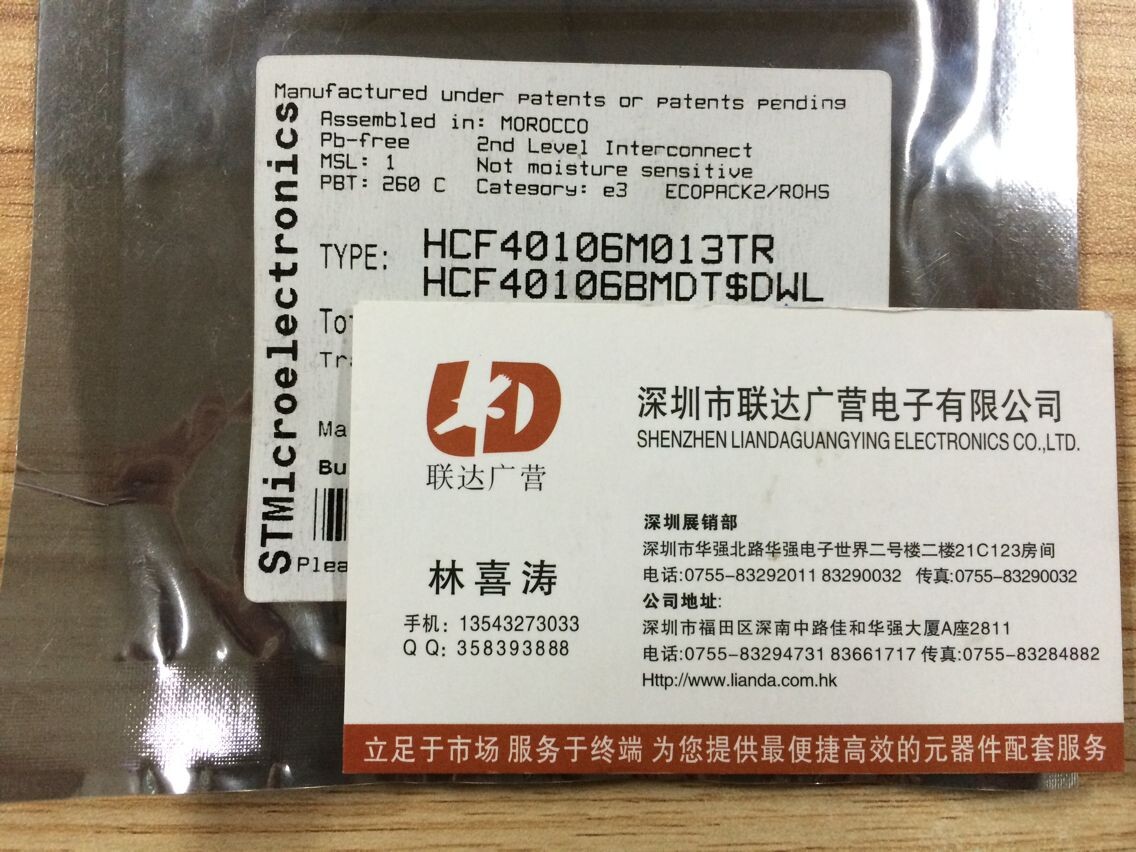 Manufactured under patents or patents pending
Assembled in: MOROCCO
Pb-free 2nd Level Interconnect
MSL: 1 Not moisture sensitive
PBT: 260 C Category: e3 ECOPACK2/ROHS
STMicroelectronics
TYPE: HCF40106M013TR
HCF40106BMDT$DWL
Tot
Tra
Ma
Bu
Plea
LD
联达广营
深圳市联达广营电子有限公司
SHENZHEN LIANDAGUANGYING ELECTRONICS CO.,LTD.
林喜涛
手机: 13543273033
Q Q: 358393888
深圳展销部
深圳市华强北路华强电子世界二号楼二楼21C123房间
电话:0755-83292011 83290032 传真:0755-83290032
公司地址:
深圳市福田区深南中路佳和华强大厦A座2811
电话:0755-83294731 83661717 传真:0755-83284882
Http://www.lianda.com.hk
立足于市场 服务于终端 为您提供最便捷高效的元器件配套服务